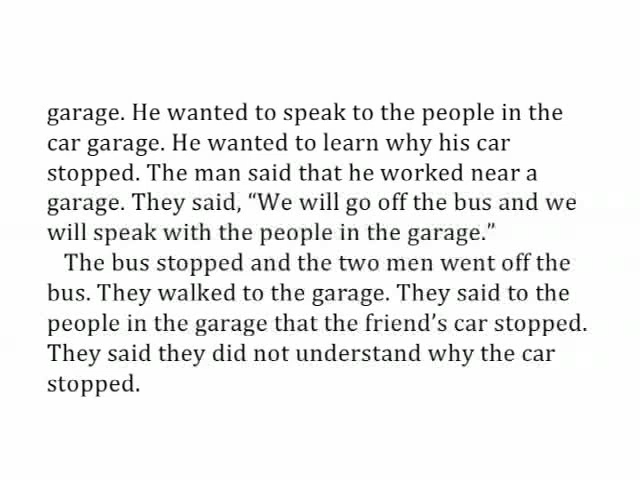 garage. He wanted to speak to the people in the
car garage. He wanted to learn why his car
stopped. The man said that he worked near a
garage. They said, “We will go off the bus and we
will speak with the people in the garage.”
The bus stopped and the two men went off the
bus. They walked to the garage. They said to the
people in the garage that the friend’s car stopped.
They said they did not understand why the car
stopped.